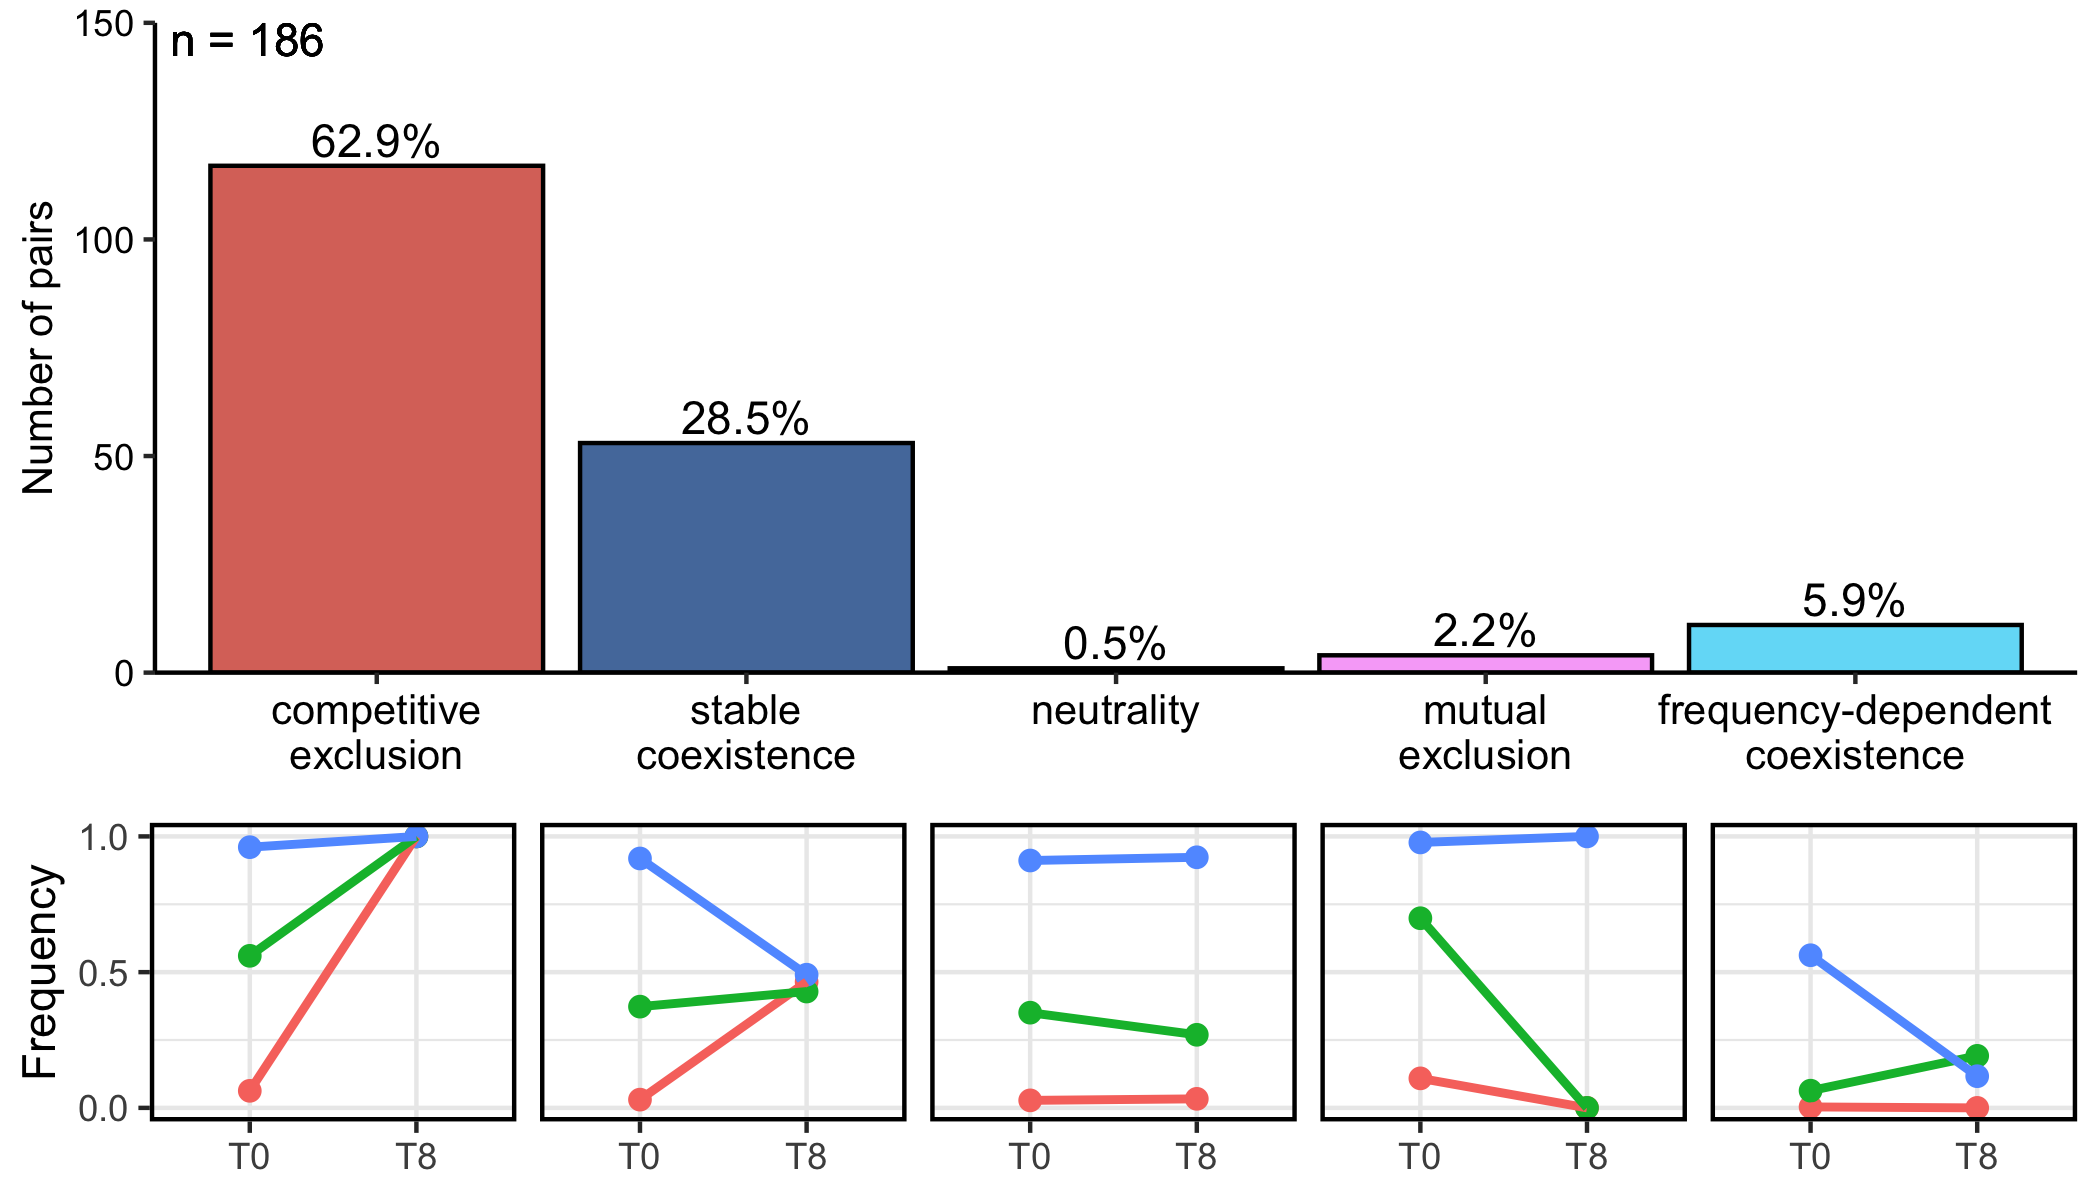 150
n = 186
62.9%
100
Number of pairs
28.5%
50
5.9%
2.2%
0.5%
0
competitive exclusion
stable coexistence
neutrality
mutual exclusion
frequency-dependent coexistence
1.0
Frequency
0.5
0.0
T0 T8 T0 T8 T0 T8 T0 T8 T0 T8